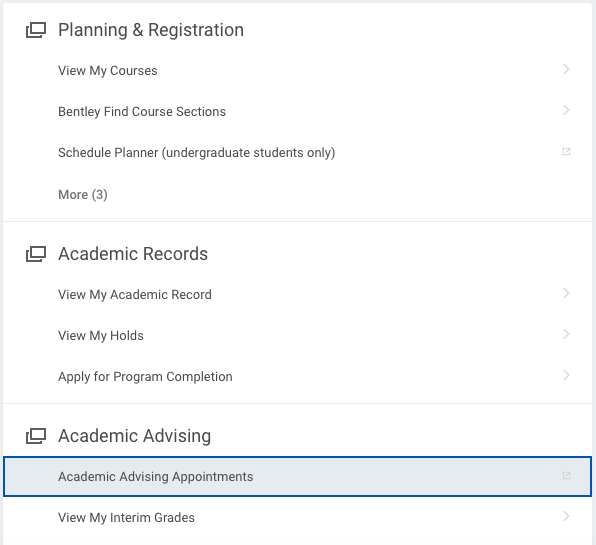 Planning & Registration
View My Courses
Bentley Find Course Sections
Schedule Planner (undergraduate students only)
More (3)
Academic Records
View My Academic Record
View My Holds
Apply for Program Completion
Academic Advising
Academic Advising Appointments
View My Interim Grades